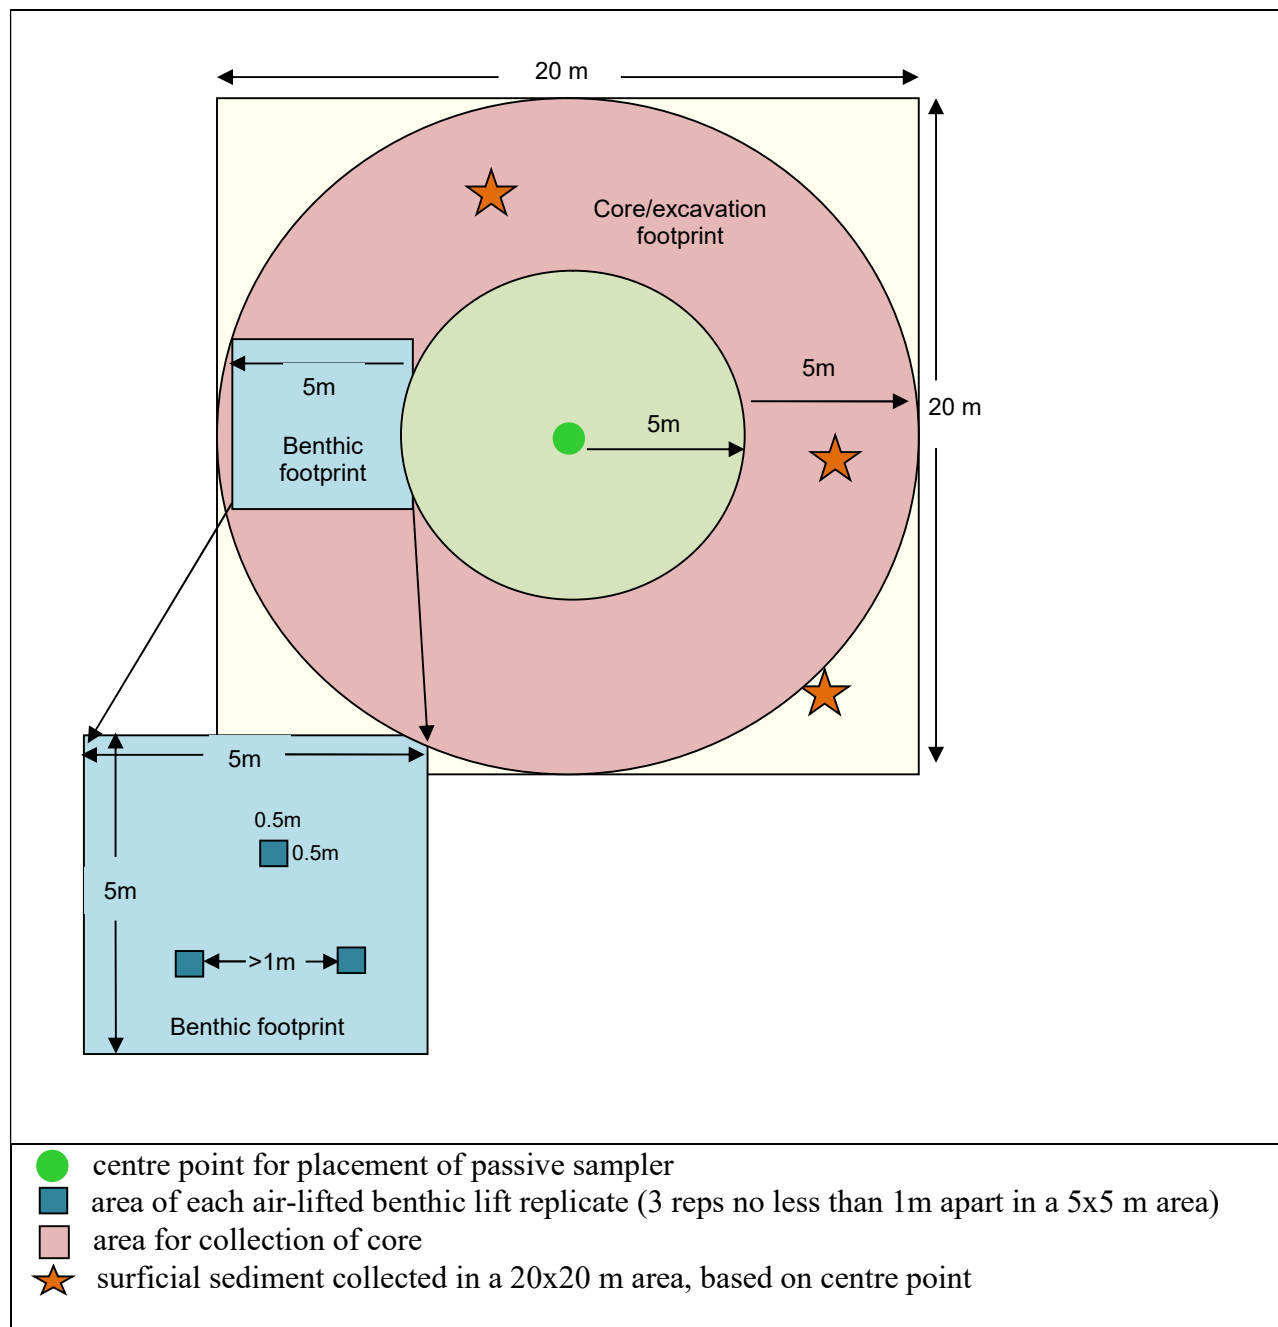 20 m
Core/excavation
footprint
5m
20 m
5m
5m
Benthic
footprint
5m
0.5m
0.5m
5m
>1m
Benthic footprint
centre point for placement of passive sampler
area of each air-lifted benthic lift replicate (3 reps no less than 1m apart in a 5x5 m area)
area for collection of core
surficial sediment collected in a 20x20 m area, based on centre point